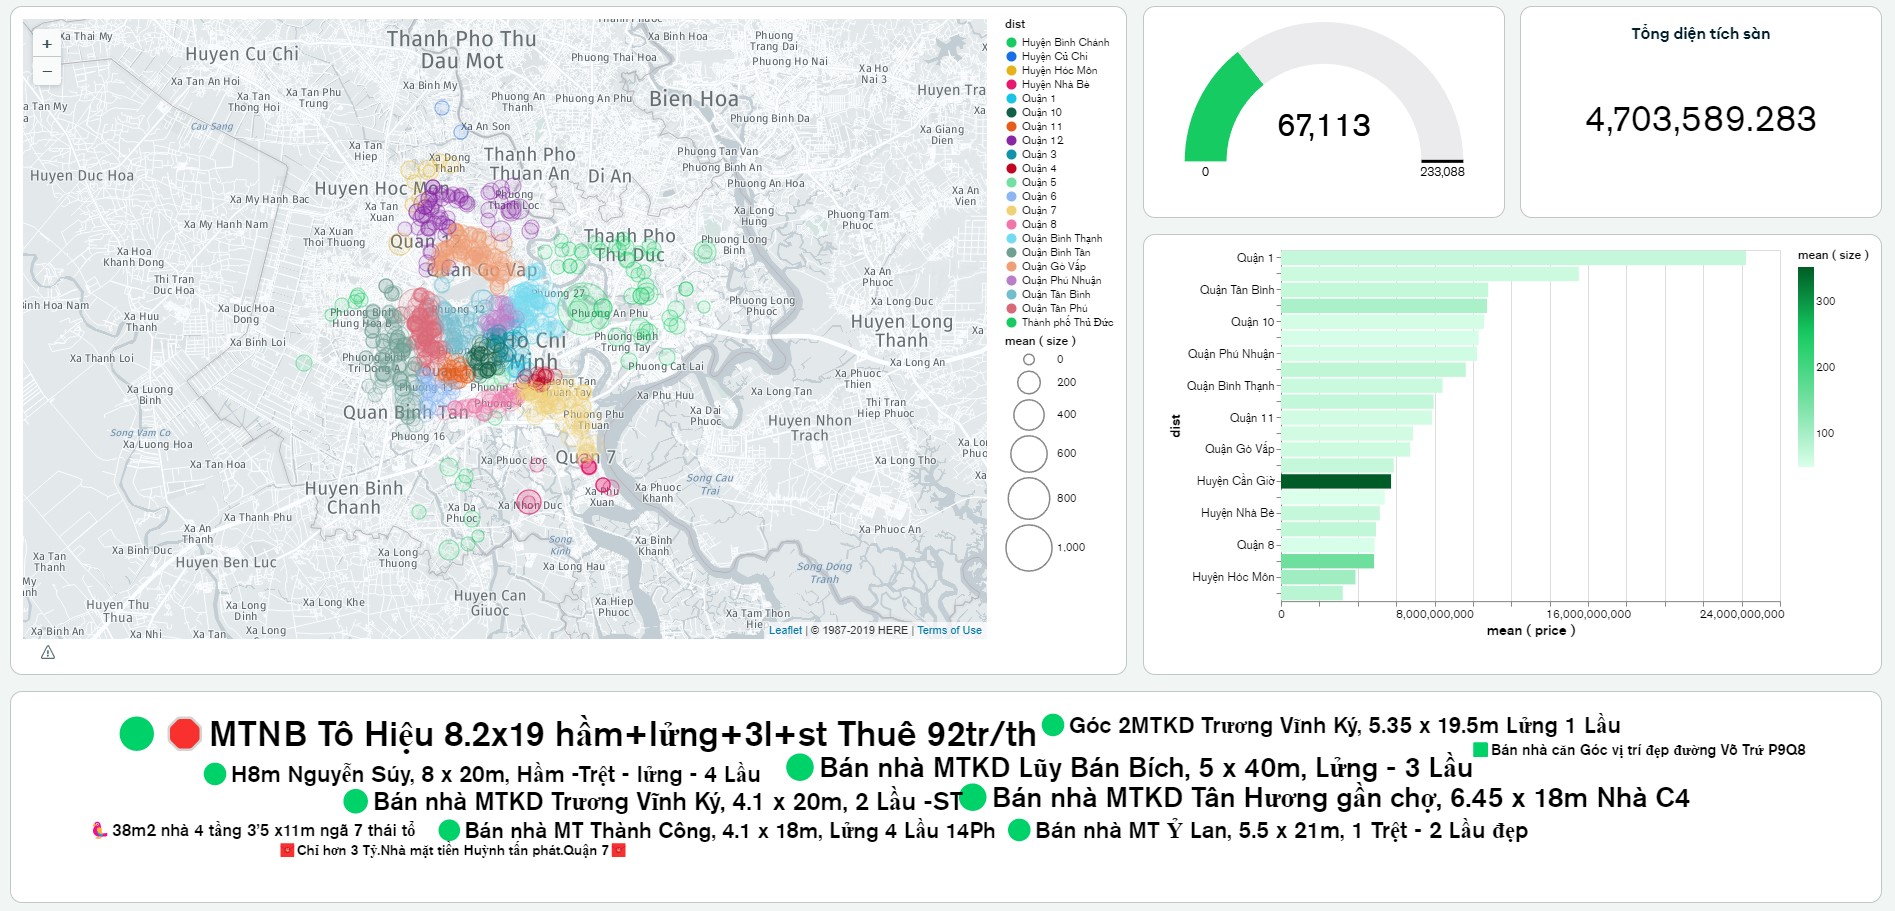 +
−
Xa Thai My
Huyen Cu Chi
Thanh Pho Thu
Dau Mot
Xa Binh Hoa
Phuong
Trang Dai
Phuong Ho Nai
Phuong Thai Hoa
Xa Ho
Nai 3
Xa Tan An Hoi
Xa Binh My
Huyen Tra
a Tan My
Xa Tan
Thong Hoi
Xa Tan Phu
Trung
Phuong An
Thanh
Phuong An Phu
Bien Hoa
Phuong Binh Da
Cau Sang
Xa An Son
Xa Giang
Dien
Xa Tan
Hiep
Xa Dong
Thanh
Thanh Pho
Thuan An
Phuong Tan Van
Phuong Binh An
Huyen Duc Hoa
Di An
Phuong An Hoa
Huyen Hoc Mon
Xa An
Vien
Xa My Hanh Bac
Xa Tan
Xuan
Phuong
Thanh Loc
Xa Long
Hung
Phuong Tam
Phuoc
Xa My Hanh Nam
Xa Xuan
Thoi Thuong
Quan 1
Thanh Pho
Thu Duc
Phuong Long
Binh
Xa Hoa
Khanh Dong
Quan Go Vap
Xa An
Phuoc
Thi Tran
Duc Hoa
Phuong 27
Phuong Long
Phuoc
Xa Long Duc
inh Hoa Nam
Xa Duc Hoa
Dong
Phuong Binh
Hung Hoa B
Phuong 12
Phuong An Phu
Xa Huu
Thanh
Xa Binh Loi
Ho Chi
Minh
Phuong Binh
Trung Tay
Huyen Long
Thanh
Xa Thanh Loi
Phuong Binh
Tri Dong A
Phuong Cat Lai
Xa Long An
Xa Phuoc
Thien
Xa Luong
Binh
Xa Phu Huu
Xa Long Tan
Quan Binh Tan
Phuong 4
Phuong Phu
Thuan
Xa Dai
Phuoc
Thi Tran
Hiep Phuoc
Song Vam Co
Xa Luong Hoa
Phuong 16
Huyen Nhon
Trach
Xa Tan Hoa
Xa Phuoc Loc
Quan 7
Xa Long Tho
Xa Lon
Phuoc
Song Cau
Trai
Huyen Binh
Chanh
Xa Phu
Xuan
Xa Phuoc
Khanh
Xa Nhon Duc
Xa Da
Phuoc
Xa Thanh Phu
Xa Phuoc An
Xa An
Thanh
Xa Binh Duc
Song
Kinh
Xa Binh
Khanh
Xa Tan
Thanh
Xa Long
Thuong
Huyen Ben Luc
Xa Long Hau
Song Dong
Tranh
My
nh
Huyen Can
Giuoc
Huyen Thu
Thua
Xa Long
Dinh
Xa Long Khe
Xa Hiep
Phuoc
Xa Tam Thon
Hie
Xa Binh An
Xa Nhi
Xa Tan
Xa Long
Leaflet | © 1987-2019 HERE | Terms of Use
dist
Huyện Bình Chánh
Huyện Củ Chi
Huyện Hóc Môn
Huyện Nhà Bè
Quận 1
Quận 10
Quận 11
Quận 12
Quận 3
Quận 4
Quận 5
Quận 6
Quận 7
Quận 8
Quận Bình Thạnh
Quận Bình Tân
Quận Gò Vấp
Quận Phú Nhuận
Quận Tân Bình
Quận Tân Phú
Thành phố Thủ Đức
mean ( size )
0
200
400
600
800
1,000
67,113
0
233,088
Tổng diện tích sàn
4,703,589.283
Quận 1
Quận Tân Bình
Quận 10
Quận Phú Nhuận
Quận Bình Thạnh
Quận 11
Quận Gò Vấp
Huyện Cần Giờ
Huyện Nhà Bè
Quận 8
Huyện Hóc Môn
dist
0
8,000,000,000
16,000,000,000
24,000,000,000
mean ( price )
mean ( size )
300
200
100
MTNB Tô Hiệu 8.2x19 hầm+lửng+3l+st Thuê 92tr/th
Góc 2MTKD Trương Vĩnh Ký, 5.35 x 19.5m Lửng 1 Lầu
Bán nhà căn Góc vị trí đẹp đường Võ Trứ P9Q8
H8m Nguyễn Súy, 8 x 20m, Hầm -Trệt - lửng - 4 Lầu
Bán nhà MTKD Lũy Bán Bích, 5 x 40m, Lửng - 3 Lầu
Bán nhà MTKD Trương Vĩnh Ký, 4.1 x 20m, 2 Lầu -ST
Bán nhà MTKD Tân Hương gần chợ, 6.45 x 18m Nhà C4
38m2 nhà 4 tầng 3'5 x11m ngã 7 thái tổ
Bán nhà MT Thành Công, 4.1 x 18m, Lửng 4 Lầu 14Ph
Bán nhà MT Ỷ Lan, 5.5 x 21m, 1 Trệt - 2 Lầu đẹp
Chỉ hơn 3 Tỷ.Nhà mặt tiền Huỳnh tấn phát.Quận 7